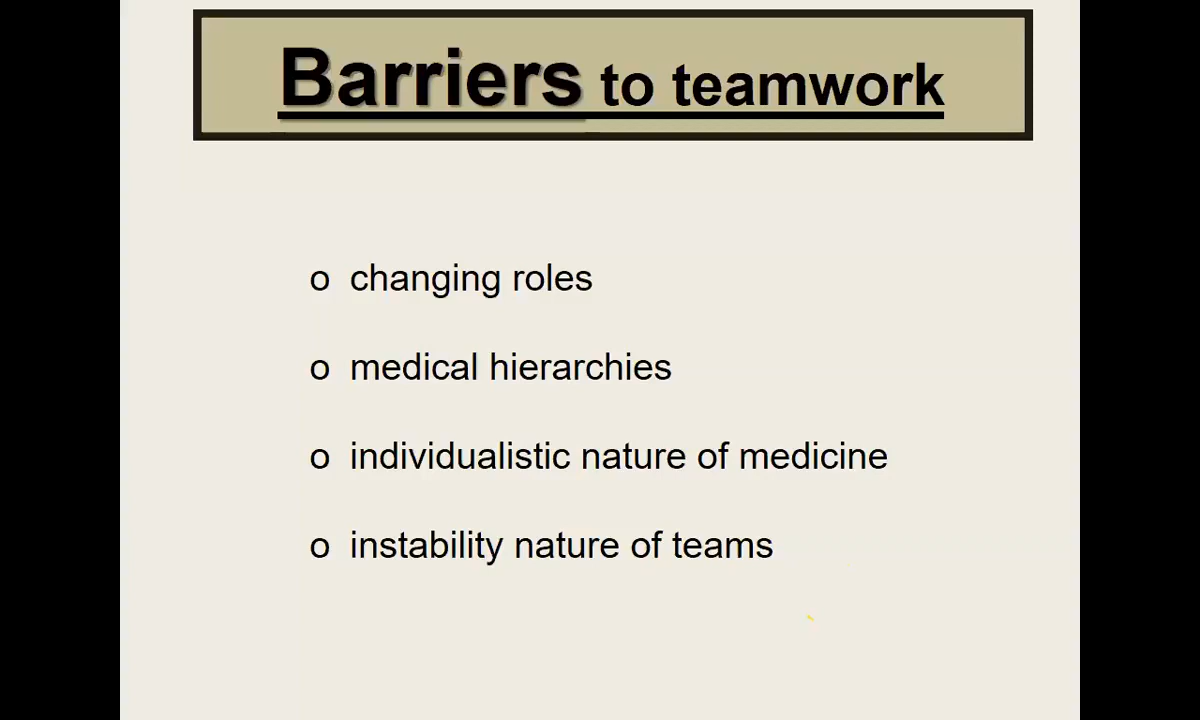 Barriers to teamwork
o changing roles
o medical hierarchies
o individualistic nature of medicine
o instability nature of teams